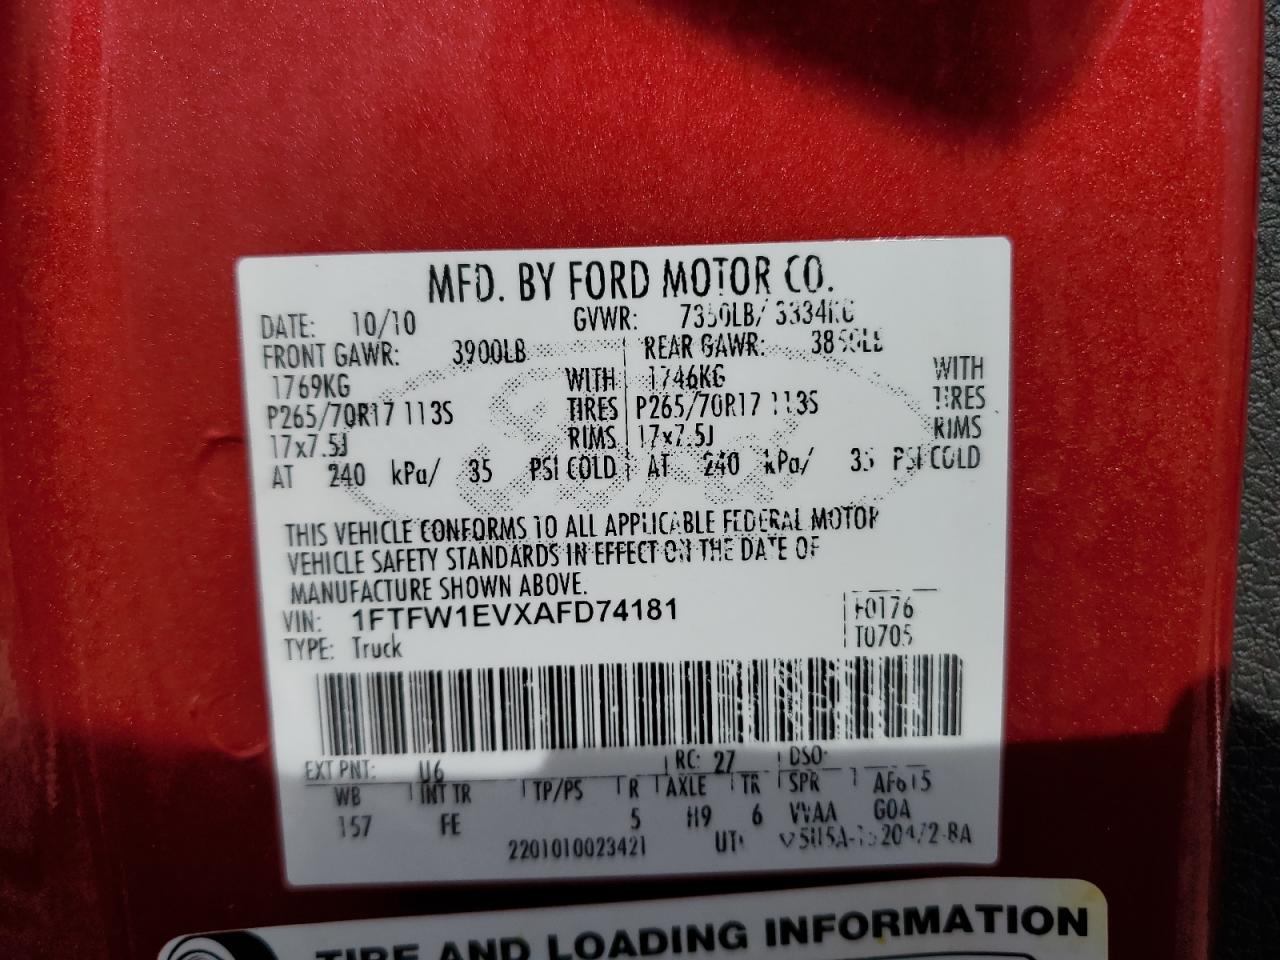 MFD. BY FORD MOTOR CO.
DATE: 10/10 GVWR: 7350LB/ 3334KG
FRONT GAWR: 3900LB REAR GAWR: 3850LB
1769KG WITH 1746KG WITH
P265/70R17 113S TIRES P265/70R17 113S TIRES
17x7.5J RIMS 17x7.5J RIMS
AT 240 kPa/ 35 PSI COLD AT 240 kPa/ 35 PSI COLD
THIS VEHICLE CONFORMS TO ALL APPLICABLE FEDERAL MOTOR
VEHICLE SAFETY STANDARDS IN EFFECT ON THE DATE OF
MANUFACTURE SHOWN ABOVE.
VIN: 1FTFW1EVXAFD74181 F0176
TYPE: Truck T0705
EXT PNT: U6 RC: 27 DSO:
WB INT TR TP/PS R AXLE TR SPR
157 FE 5 H9 6 VVAA GOA
2201010023421
TIRE AND LOADING INFORMATION